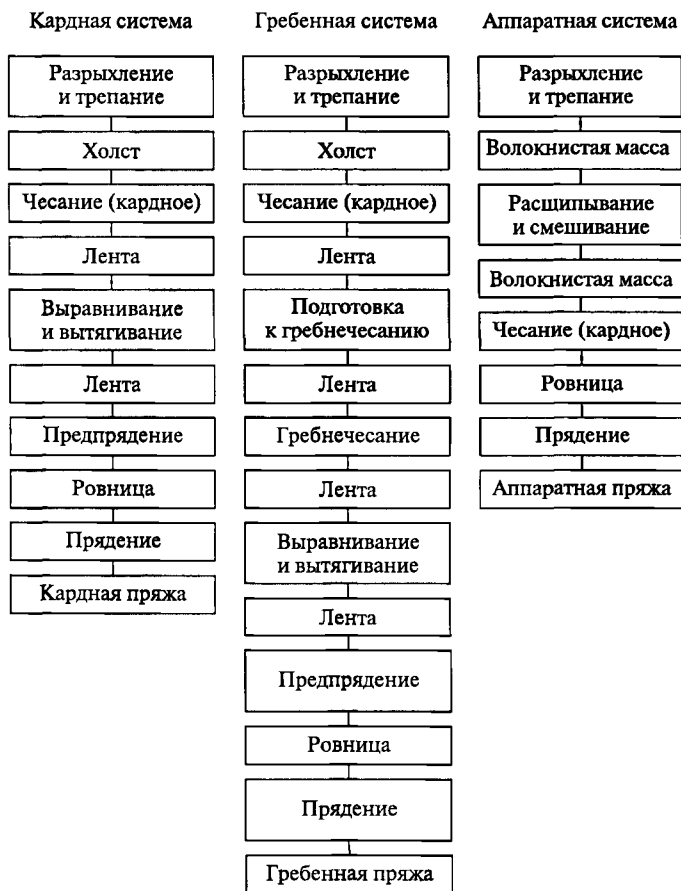 Кардная система
Разрыхление
и трепание
Холст
Чесание (кардное)
Лента
Выравнивание
и вытягивание
Лента
Предпрядение
Ровница
Прядение
Кардная пряжа
Гребенная система
Разрыхление
и трепание
Холст
Чесание (кардное)
Лента
Подготовка
к гребнечесанию
Лента
Гребнечесание
Лента
Выравнивание
и вытягивание
Лента
Предпрядение
Ровница
Прядение
Гребенная пряжа
Аппаратная система
Разрыхление
и трепание
Волокнистая масса
Расщипывание
и смешивание
Волокнистая масса
Чесание (кардное)
Ровница
Прядение
Аппаратная пряжа